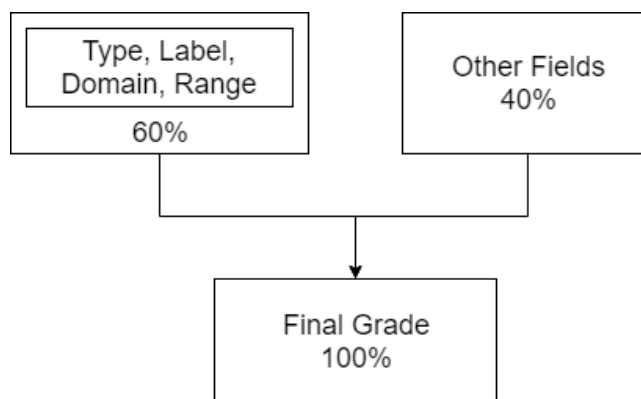 Type, Label,
Domain, Range
60%
Other Fields
40%
Final Grade
100%